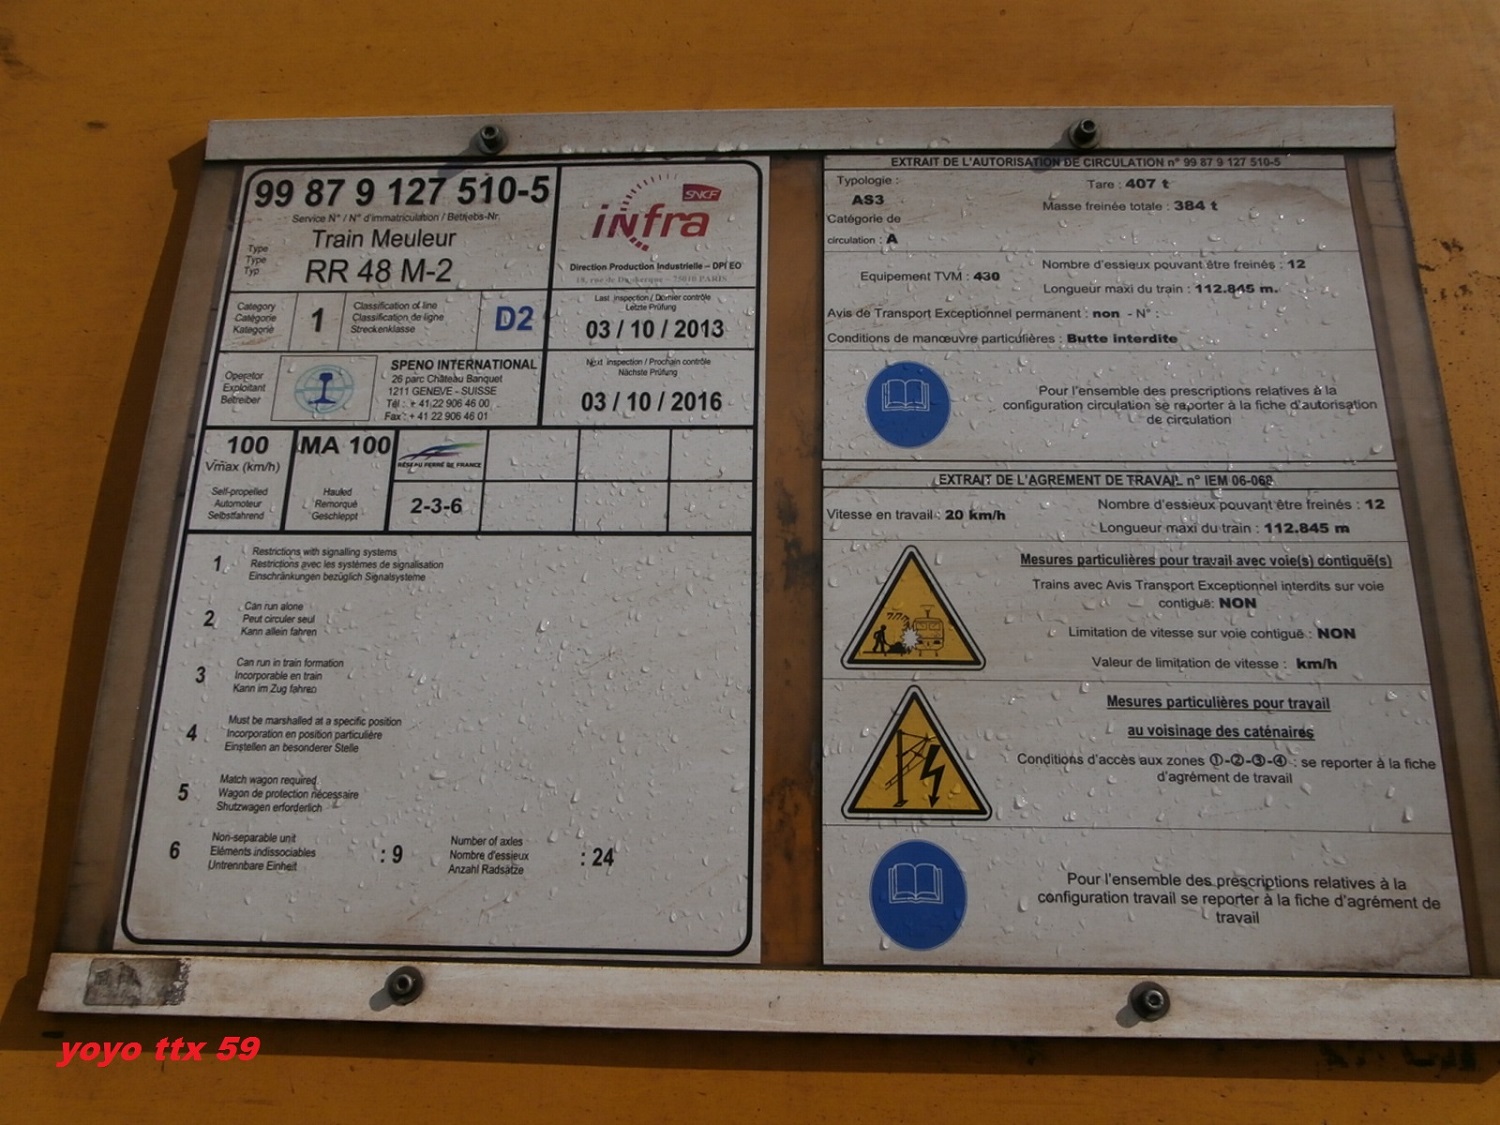 99 87 9 127 510-5
Service N° / N° d'immatriculation / Betriebs-Nr.
Type
Type
Typ
Train Meuleur
RR 48 M-2
SNCF
infra
Direction Production Industrielle – DPI EO
Category
Catégorie
Kategorie
1
Classification of line
Classification de ligne
Streckenklasse
D2
Last inspection / Dernier contrôle
Letzte Prüfung
03 / 10 / 2013
Operator
Exploitant
Betreiber
SPENO INTERNATIONAL
26 parc Château Banquet
1211 GENEVE - SUISSE
Tél : + 41 22 906 46 00
Fax : + 41 22 906 46 01
Next inspection / Prochain contrôle
Nächste Prüfung
03 / 10 / 2016
100
Vmax (km/h)
Self-propelled
Automoteur
Selbstfahrend
MA 100
Hauled
Remorqué
Geschleppt
RÉSEAU FERRÉ DE FRANCE
2-3-6
1
Restrictions with signalling systems
Restrictions avec les systèmes de signalisation
Einschränkungen bezüglich Signalsysteme
2
Can run alone
Peut circuler seul
Kann allein fahren
3
Can run in train formation
Incorporable en train
Kann im Zug fahren
4
Must be marshalled at a specific position
Incorporation en position particulière
Einstellen an besonderer Stelle
5
Match wagon required
Wagon de protection nécessaire
Shutzwagen erforderlich
6
Non-separable unit
Eléments indissociables
Untrennbare Einheit
: 9
Number of axles
Nombre d'essieux
Anzahl Radsätze
: 24
EXTRAIT DE L'AUTORISATION DE CIRCULATION n° 99 87 9 127 510-5
Typologie :
AS3
Catégorie de
circulation : A
Tare : 407 t
Masse freinée totale : 384 t
Equipement TVM : 430
Nombre d'essieux pouvant être freinés : 12
Longueur maxi du train : 112.845 m.
Avis de Transport Exceptionnel permanent : non - N° :
Conditions de manœuvre particulières : Butte interdite
Pour l'ensemble des prescriptions relatives à la
configuration circulation se reporter à la fiche d'autorisation
de circulation
EXTRAIT DE L'AGREMENT DE TRAVAIL n° IEM 06-068
Vitesse en travail : 20 km/h
Nombre d'essieux pouvant être freinés : 12
Longueur maxi du train : 112.845 m
Mesures particulières pour travail avec voie(s) contiguë(s)
Trains avec Avis Transport Exceptionnel interdits sur voie
contiguë: NON
Limitation de vitesse sur voie contiguë : NON
Valeur de limitation de vitesse : km/h
Mesures particulières pour travail
au voisinage des caténaires
Conditions d'accès aux zones ①-②-③-④ : se reporter à la fiche
d'agrément de travail
Pour l'ensemble des prescriptions relatives à la
configuration travail se reporter à la fiche d'agrément de
travail
yoyo ttx 59